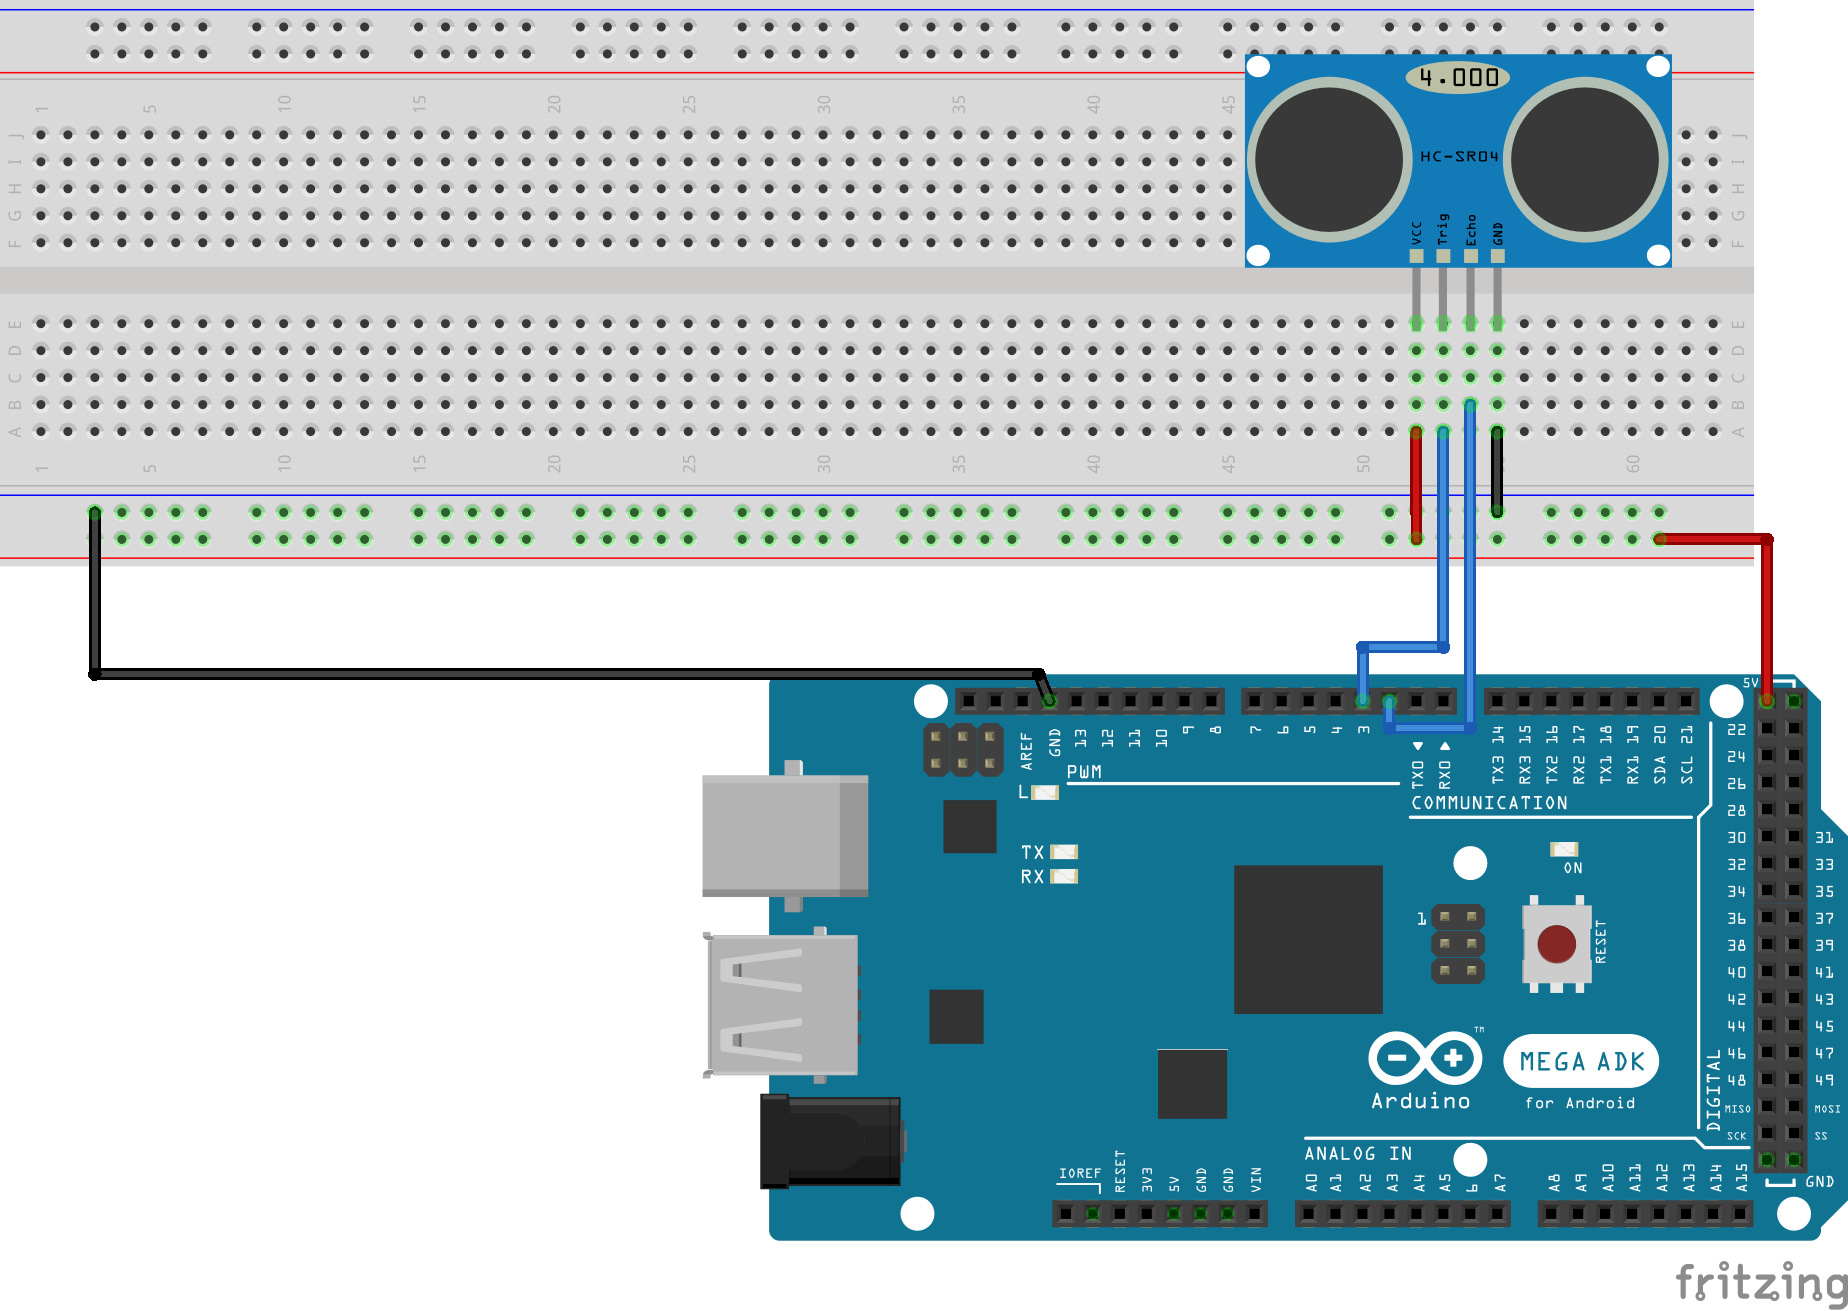 1 5 10 15 20 25 30 35 40 45
4.000
J J
I I
H H
G G
F F
HC-SR04
VCC Trig Echo GND
E E
D D
C C
B B
A A
1 5 10 15 20 25 30 35 40 45 50 60
5V
AREF GND 13 12 11 10 9 8 7 6 5 4 3 TX0 RX0 TX3 14 RX3 15 TX2 16 RX2 17 TX1 18 RX1 19 SDA 20 SCL 21
PWM
L
COMMUNICATION
TX
RX
ON
RESET
1
22
24
26
28
30 31
32 33
34 35
36 37
38 39
40 41
42 43
44 45
46 47
48 49
MISO MOSI
SCK SS
GND
DIGITAL
TM
Arduino
MEGA ADK
for Android
ANALOG IN
IOREF RESET 3V3 5V GND GND VIN
A0 A1 A2 A3 A4 A5 6 A7 A8 A9 A10 A11 A12 A13 A14 A15
fritzing